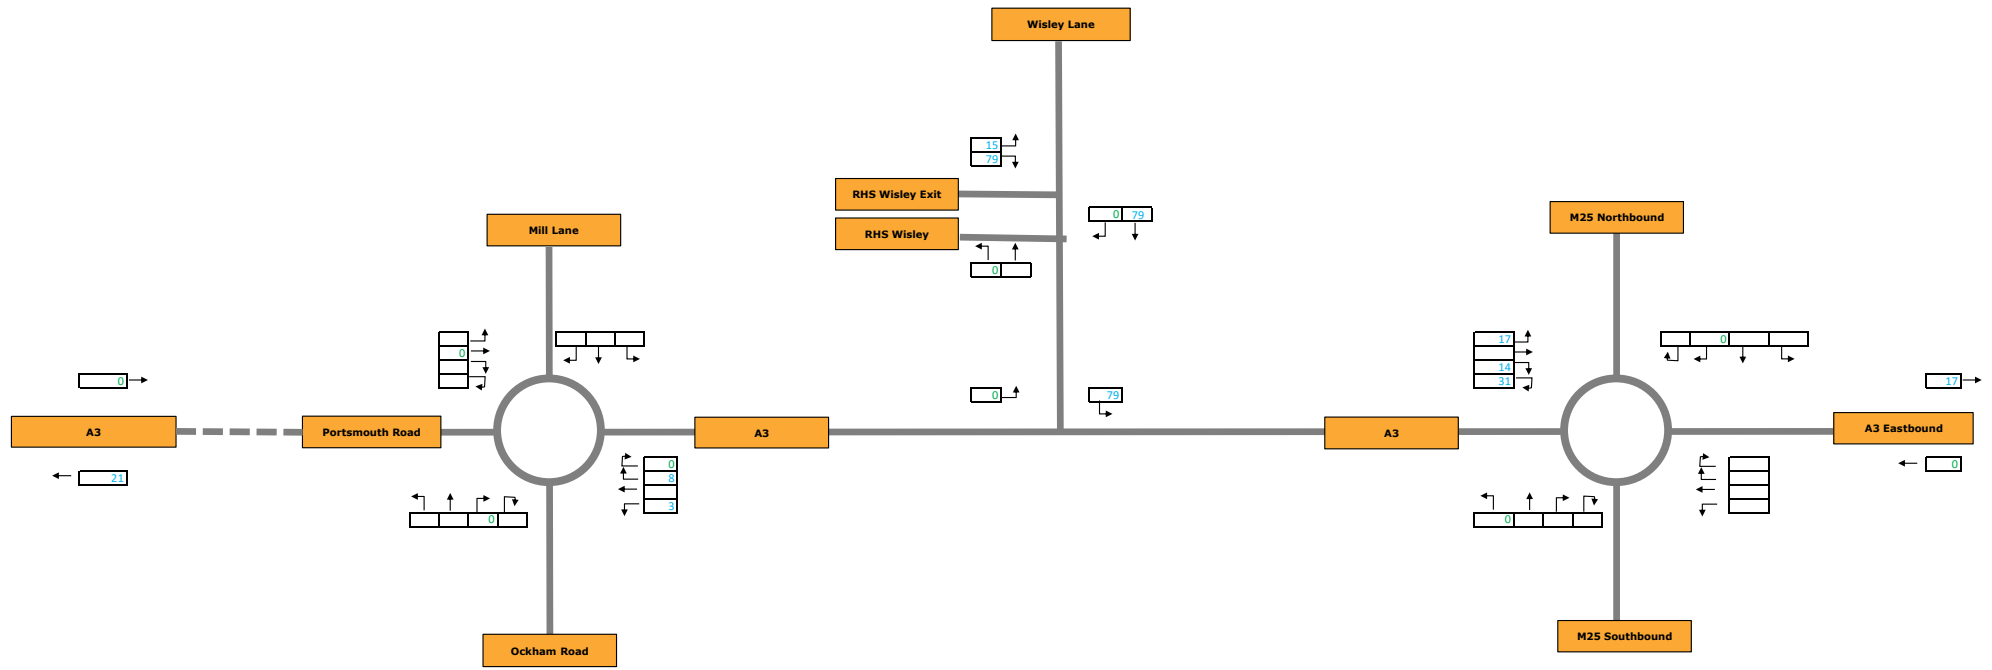 Wisley Lane
15
79
RHS Wisley Exit
0 79
M25 Northbound
Mill Lane
RHS Wisley
0
17
0
0
14
0
31
17
0
79
A3
Portsmouth Road
A3
A3
A3 Eastbound
0
8
3
21
0
0
0
M25 Southbound
Ockham Road